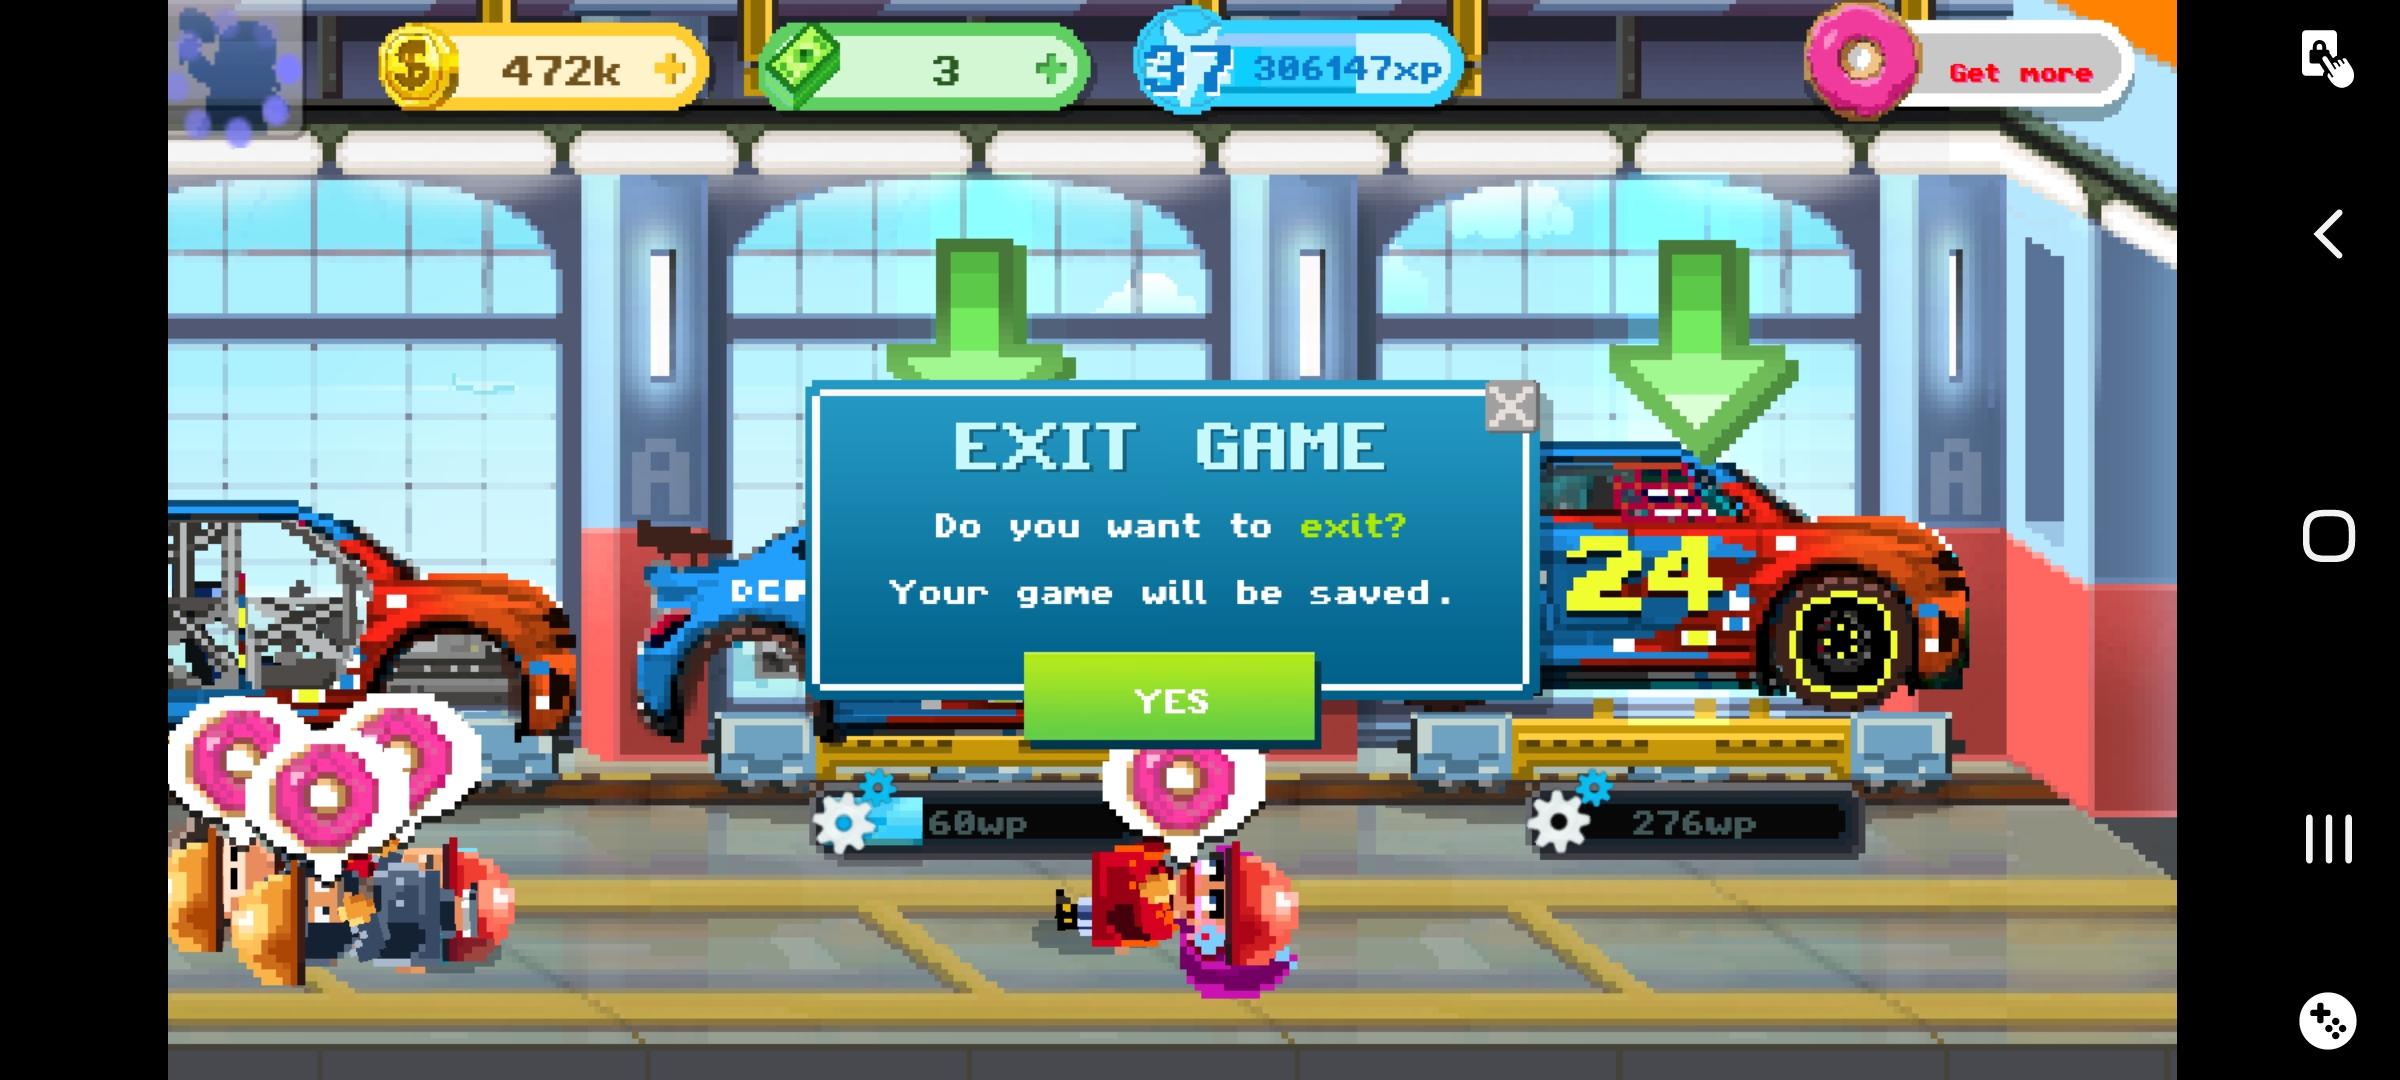 $ 472k +
3 +
37 306147xp
Get more
A
A
EXIT GAME
Do you want to exit?
Your game will be saved.
24
YES
60wp
276wp